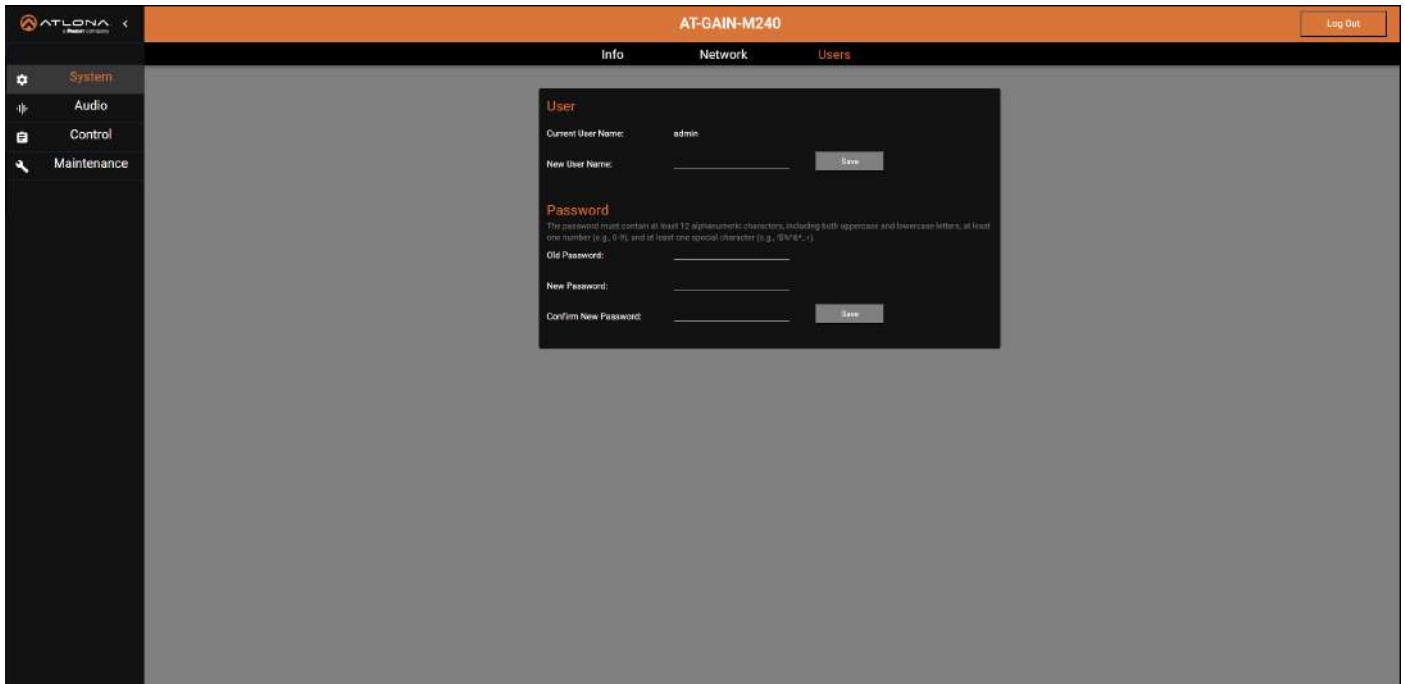 ATLONA
a Panduit company
AT-GAIN-M240
Log Out
Info Network Users
System
Audio
Control
Maintenance
User
Current User Name: admin
New User Name: Save
Password
The password must contain at least 12 alphanumeric characters, including both uppercase and lowercase letters, at least
one number (e.g., 0-9), and at least one special character (e.g.,
Old Password:
New Password:
Confirm New Password: Save